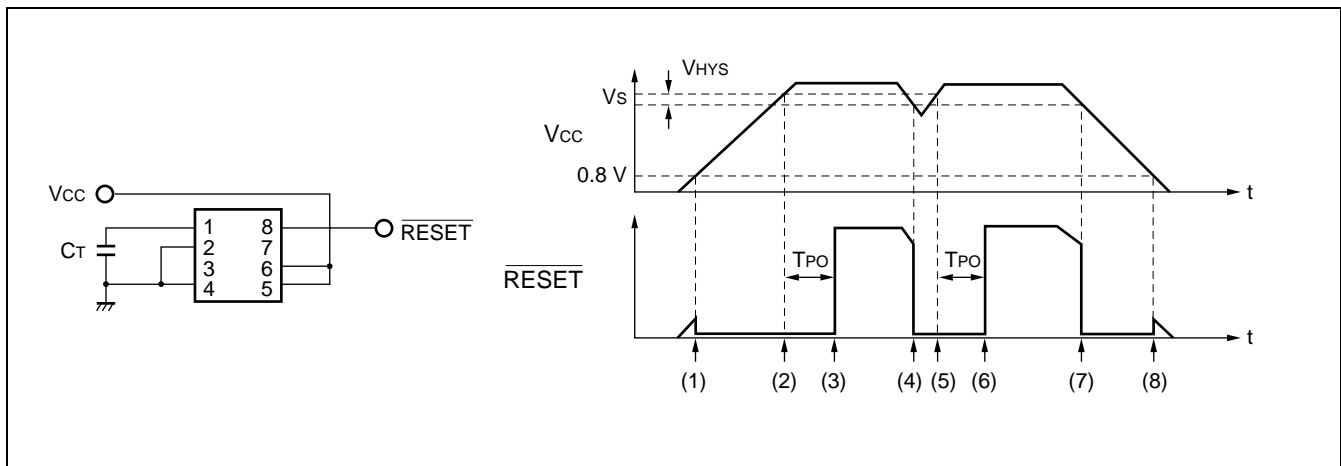 Vcc
CT
1 8
2 7
3 6
4 5
RESET
VHYS
Vs
Vcc
0.8 V
t
RESET
TPO TPO
t
(1) (2) (3) (4) (5) (6) (7) (8)